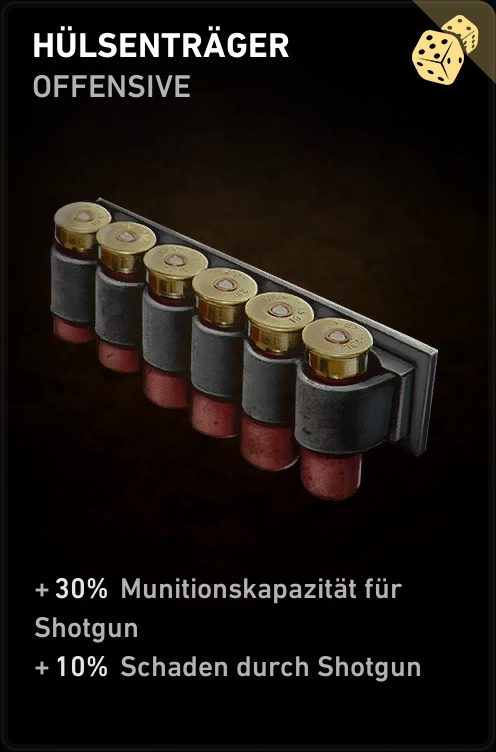 HÜLSENTRÄGER
OFFENSIVE
+ 30% Munitionskapazität für
Shotgun
+ 10% Schaden durch Shotgun